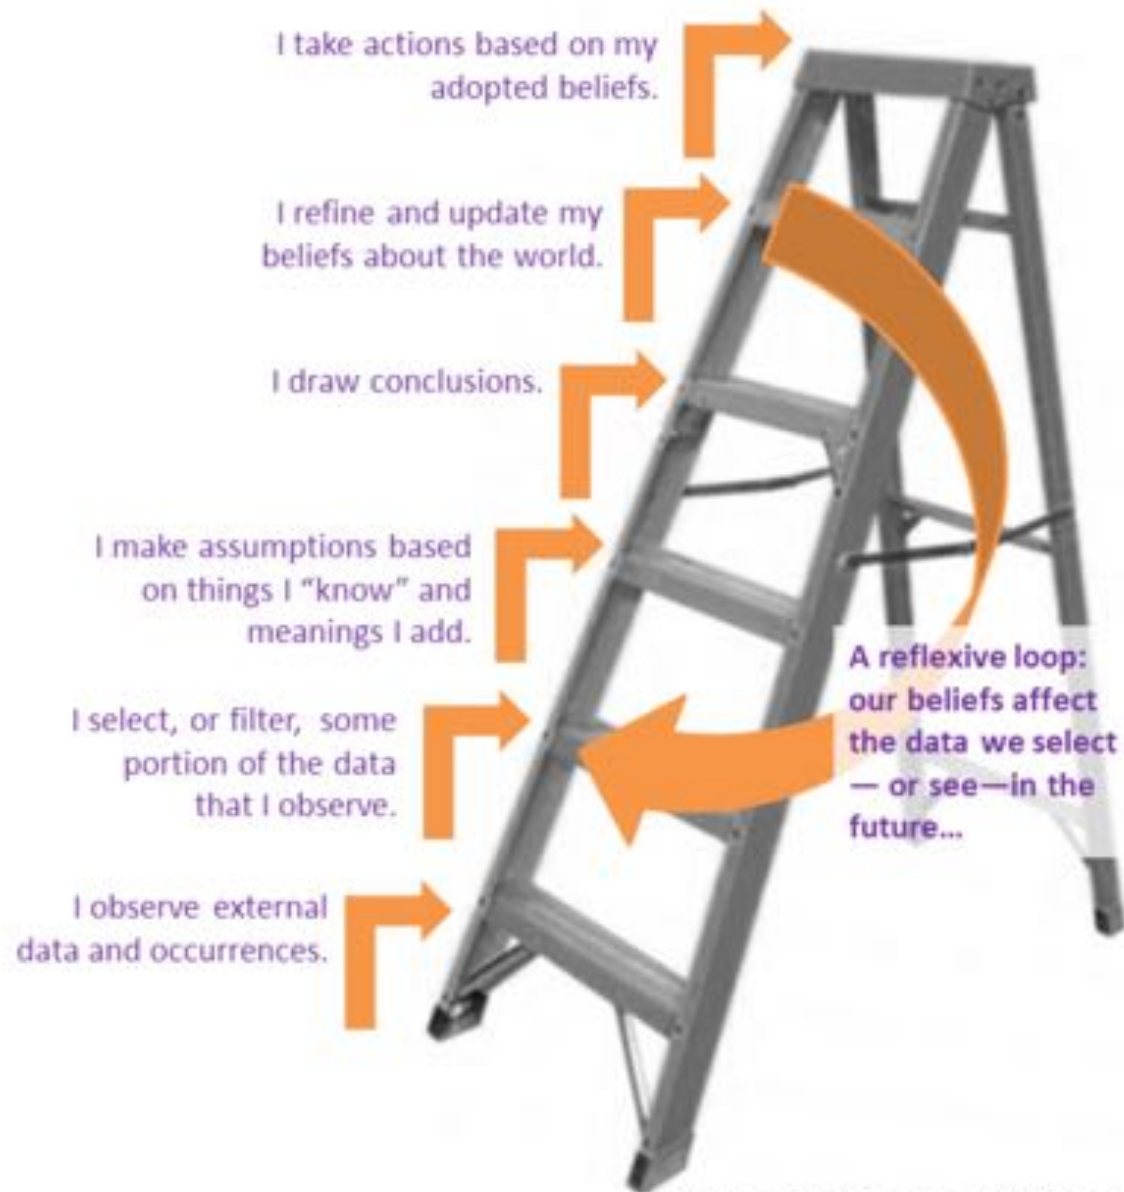 I take actions based on my
adopted beliefs.
I refine and update my
beliefs about the world.
I draw conclusions.
I make assumptions based
on things I “know” and
meanings I add.
I select, or filter, some
portion of the data
that I observe.
I observe external
data and occurrences.
A reflexive loop:
our beliefs affect
the data we select
— or see—in the
future...